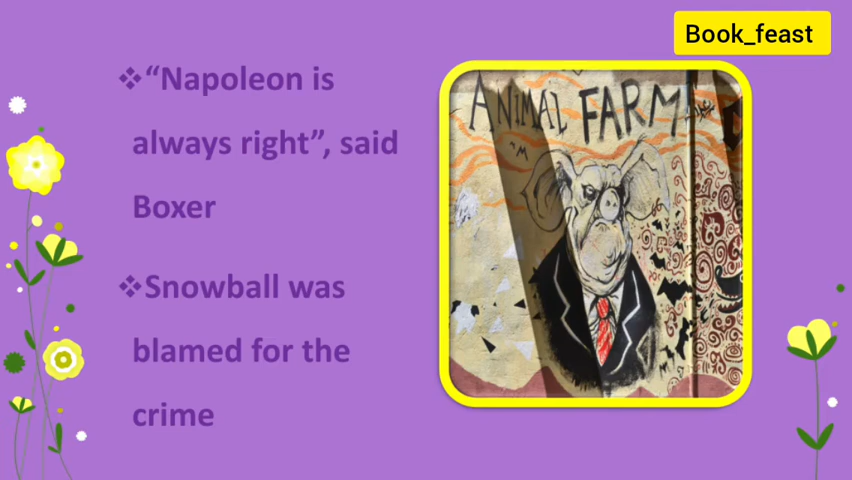 Book_feast
❖“Napoleon is
always right”, said
Boxer
❖Snowball was
blamed for the
crime
ANIMAL FARM!